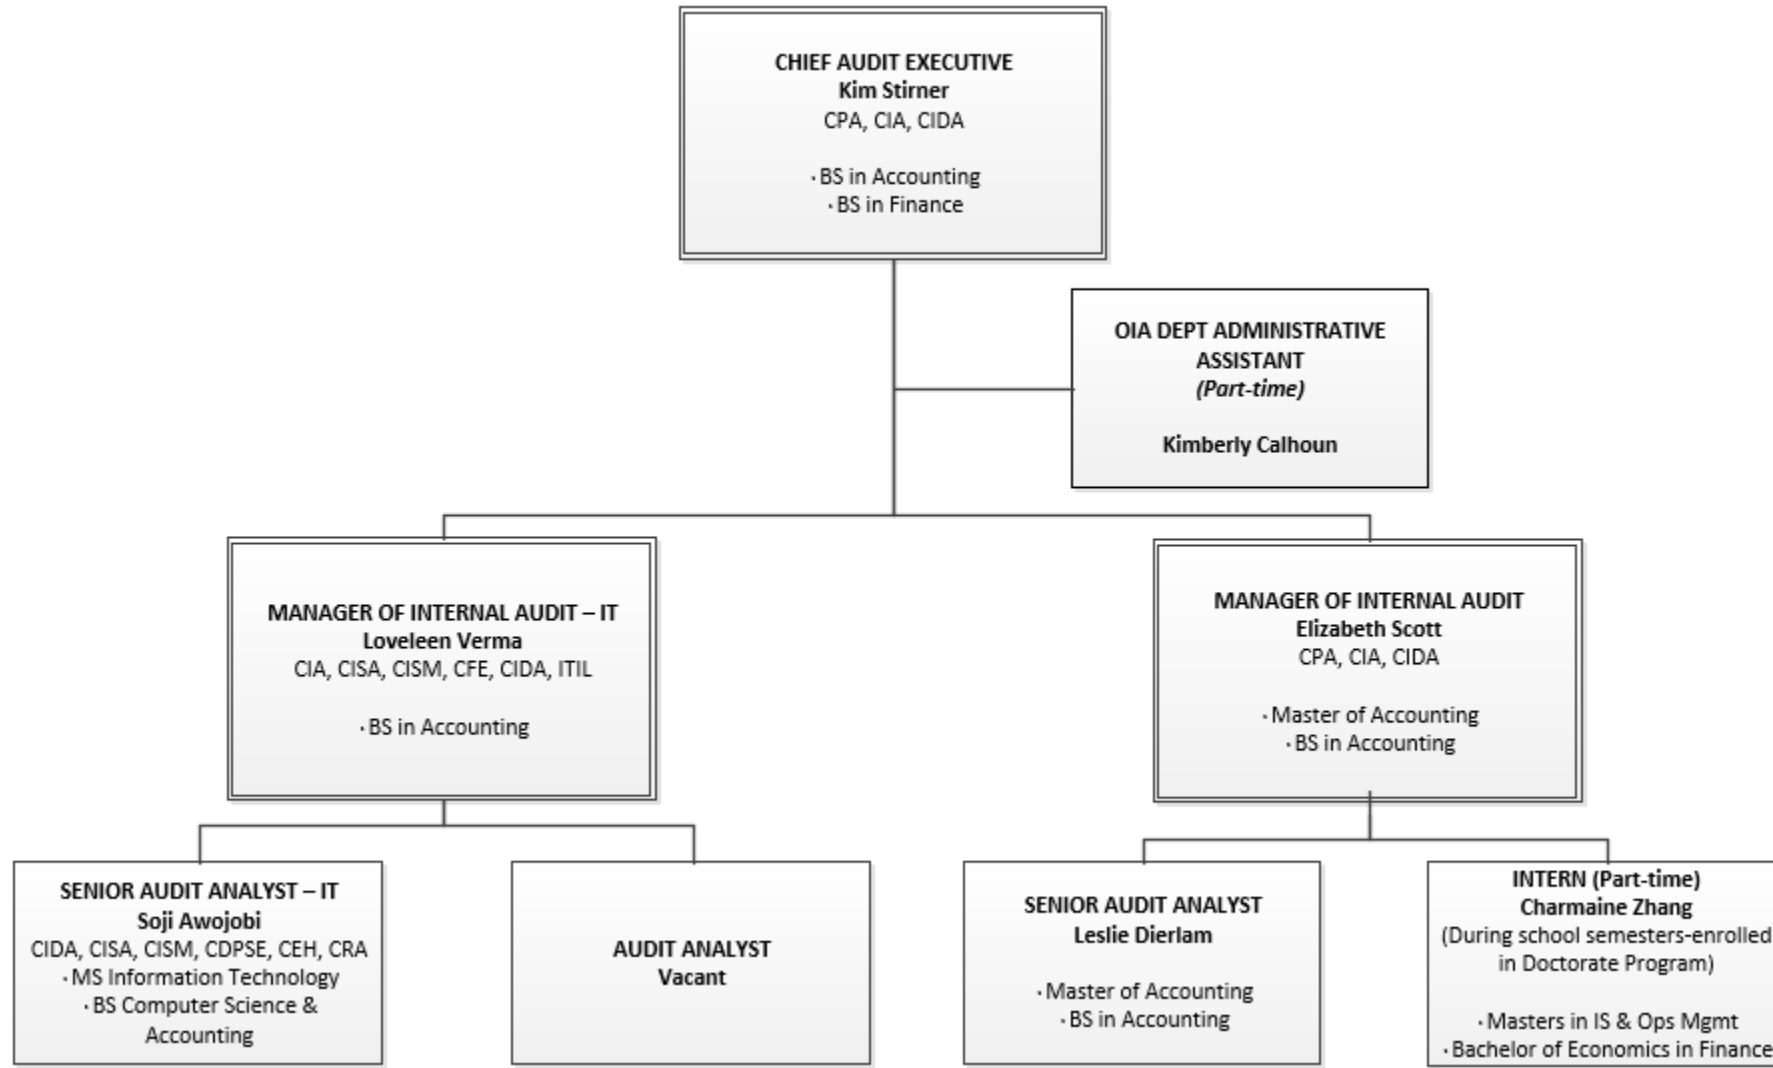 CHIEF AUDIT EXECUTIVE
Kim Stirner
CPA, CIA, CIDA
· BS in Accounting
· BS in Finance
OIA DEPT ADMINISTRATIVE
ASSISTANT
(Part-time)
Kimberly Calhoun
MANAGER OF INTERNAL AUDIT – IT
Loveleen Verma
CIA, CISA, CISM, CFE, CIDA, ITIL
· BS in Accounting
MANAGER OF INTERNAL AUDIT
Elizabeth Scott
CPA, CIA, CIDA
· Master of Accounting
· BS in Accounting
SENIOR AUDIT ANALYST – IT
Soji Awojobi
CIDA, CISA, CISM, CDPSE, CEH, CRA
· MS Information Technology
· BS Computer Science &
Accounting
AUDIT ANALYST
Vacant
SENIOR AUDIT ANALYST
Leslie Dierlam
· Master of Accounting
· BS in Accounting
INTERN (Part-time)
Charmaine Zhang
(During school semesters-enrolled
in Doctorate Program)
· Masters in IS & Ops Mgmt
· Bachelor of Economics in Finance